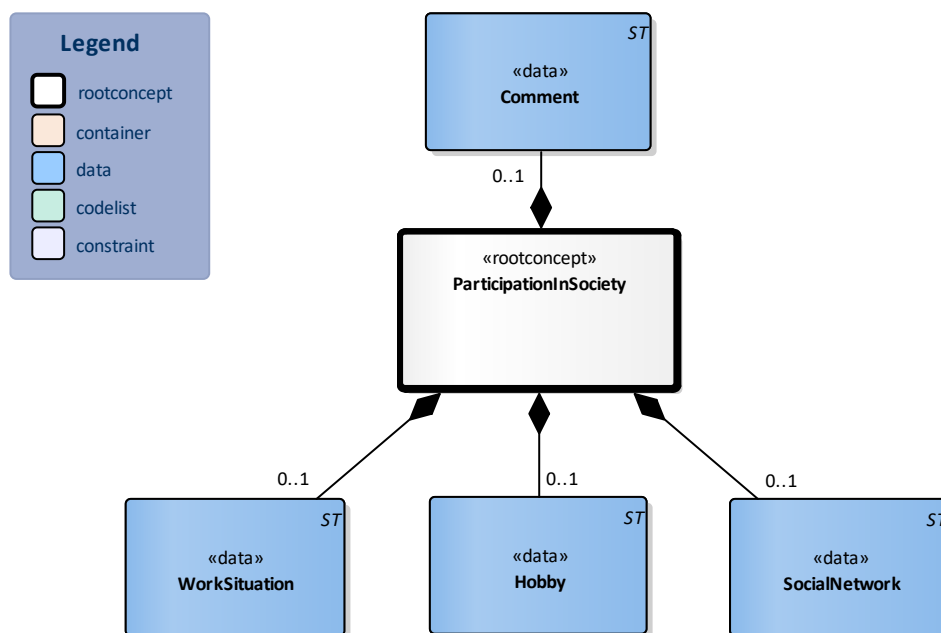 Legend
rootconcept
container
data
codelist
constraint
ST
«data»
Comment
0..1
«rootconcept»
ParticipationInSociety
0..1
0..1
0..1
ST
«data»
WorkSituation
ST
«data»
Hobby
ST
«data»
SocialNetwork